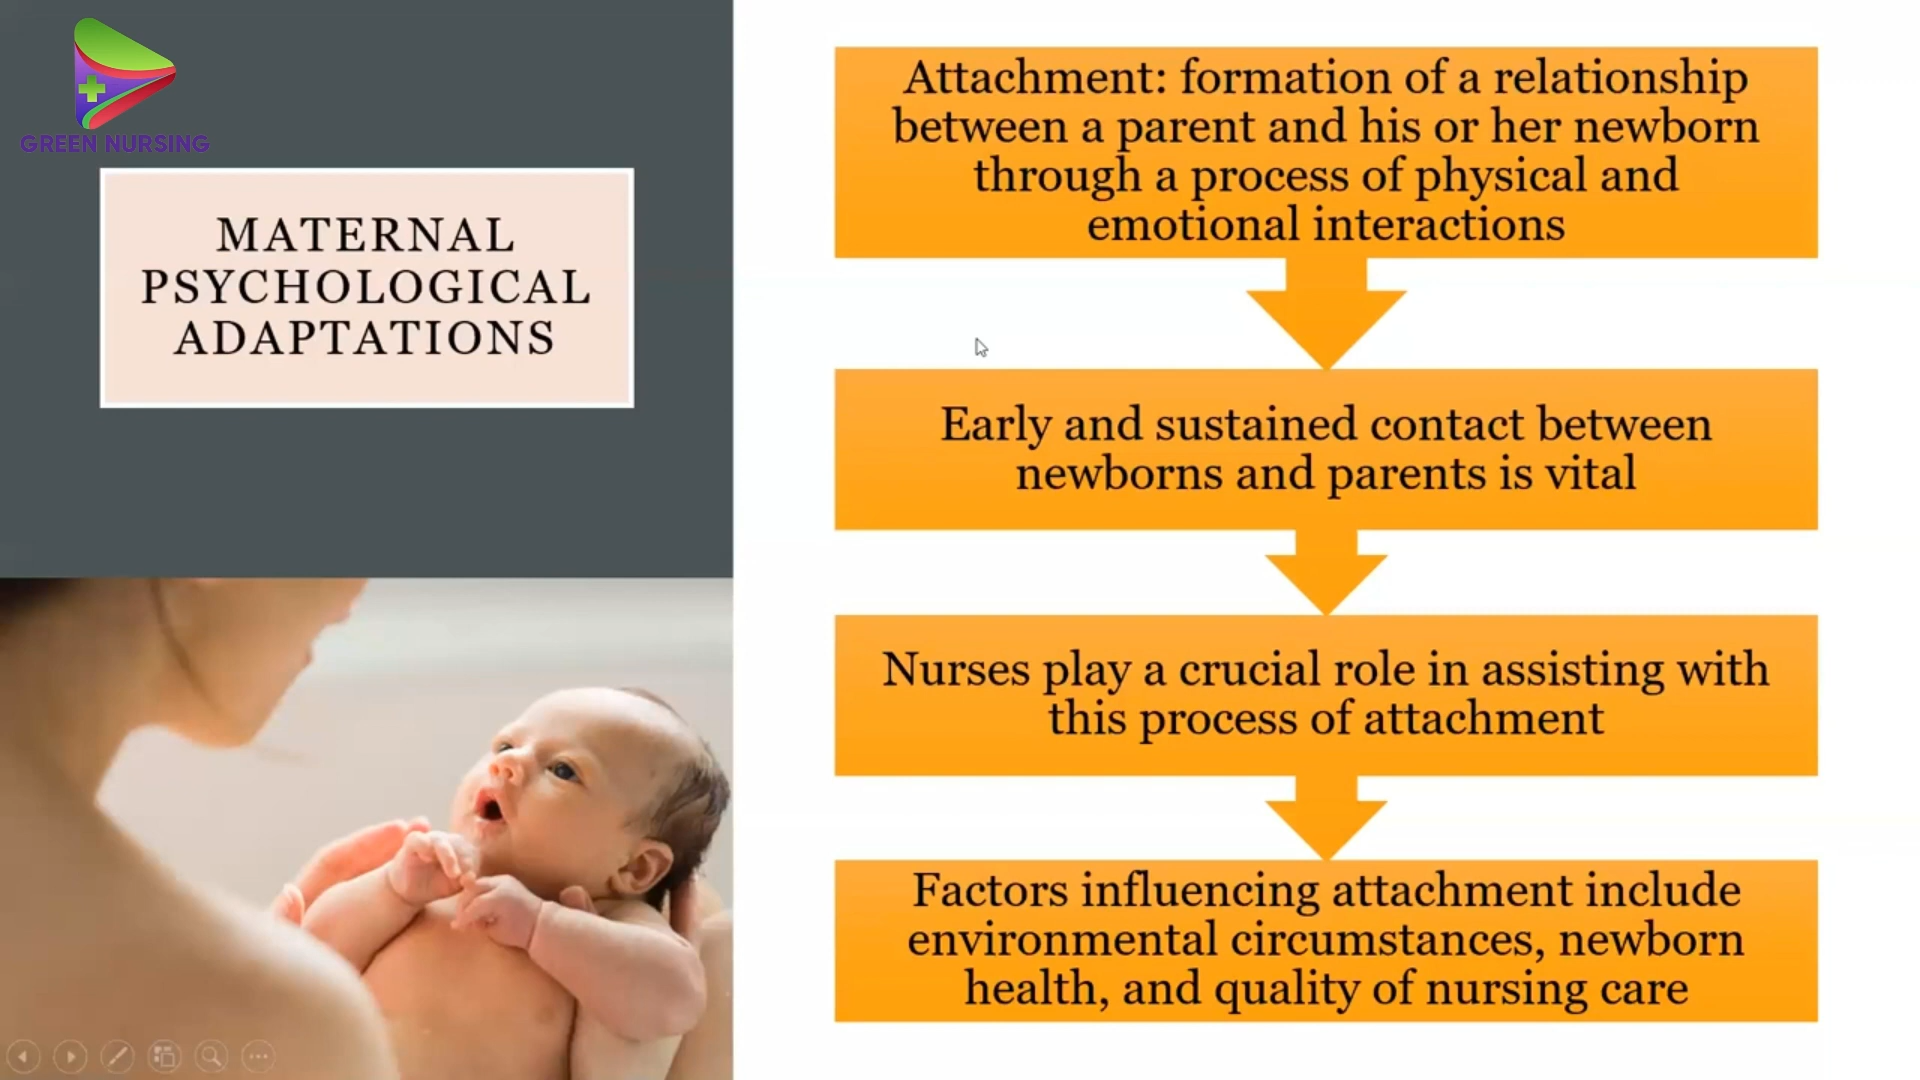 GREEN NURSING
MATERNAL
PSYCHOLOGICAL
ADAPTATIONS
Attachment: formation of a relationship
between a parent and his or her newborn
through a process of physical and
emotional interactions
Early and sustained contact between
newborns and parents is vital
Nurses play a crucial role in assisting with
this process of attachment
Factors influencing attachment include
environmental circumstances, newborn
health, and quality of nursing care